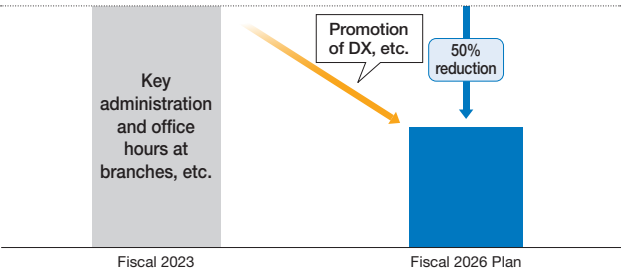 Promotion
of DX, etc.
50%
reduction
Key
administration
and office
hours at
branches, etc.
Fiscal 2023
Fiscal 2026 Plan